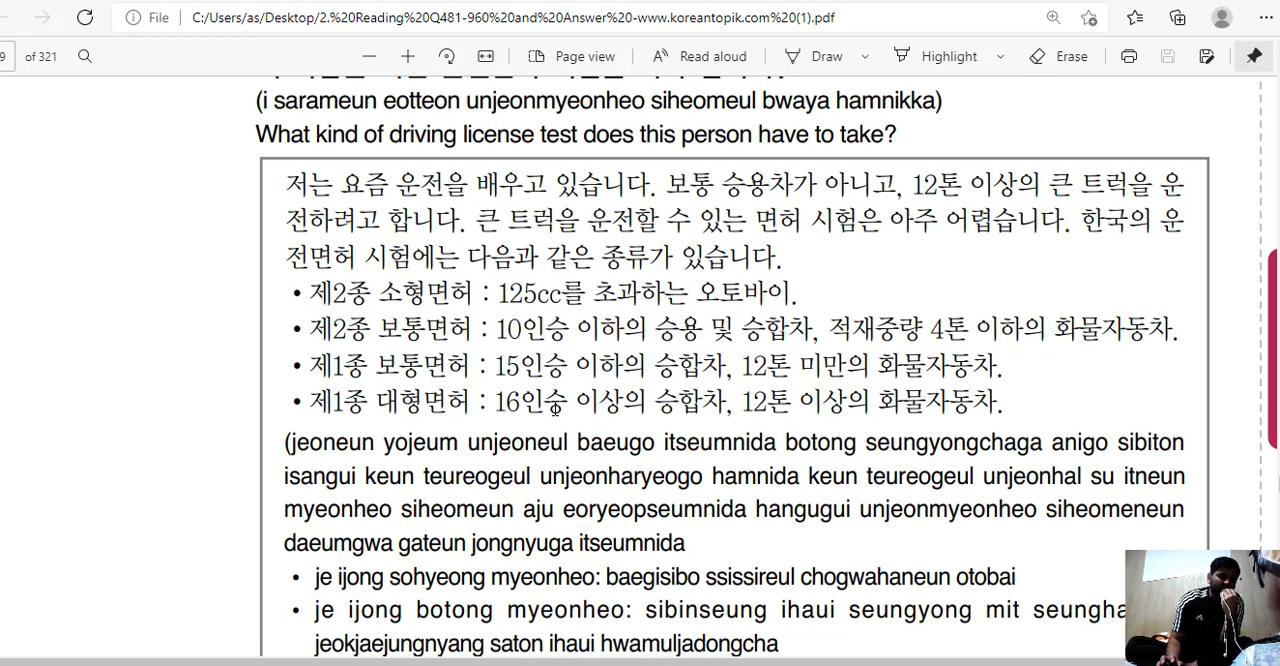 File
C:/Users/as/Desktop/2.%20Reading%20Q481-960%20and%20Answer%20-www.koreantopik.com%20(1).pdf
9 of 321
Page view
Read aloud
Draw
Highlight
Erase
(i sarameun eotteon unjeonmyeonheo siheomeul bwaya hamnikka)
What kind of driving license test does this person have to take?
저는 요즘 운전을 배우고 있습니다. 보통 승용차가 아니고, 12톤 이상의 큰 트럭을 운
전하려고 합니다. 큰 트럭을 운전할 수 있는 면허 시험은 아주 어렵습니다. 한국의 운
전면허 시험에는 다음과 같은 종류가 있습니다.
• 제2종 소형면허 : 125cc를 초과하는 오토바이.
• 제2종 보통면허 : 10인승 이하의 승용 및 승합차, 적재중량 4톤 이하의 화물자동차.
• 제1종 보통면허 : 15인승 이하의 승합차, 12톤 미만의 화물자동차.
• 제1종 대형면허 : 16인승 이상의 승합차, 12톤 이상의 화물자동차.
(jeoneun yojeum unjeoneul baeugo itseumnida botong seungyongchaga anigo sibiton
isangui keun teureogeul unjeonharyeogo hamnida keun teureogeul unjeonhal su itneun
myeonheo siheomeun aju eoryeopseumnida hangugui unjeonmyeonheo siheomeneun
daeumgwa gateun jongnyuga itseumnida
• je ijong sohyeong myeonheo: baegisibo ssissireul chogwahaneun otobai
• je ijong botong myeonheo: sibinseung ihaui seungyong mit
jeokjaejungnyang saton ihaui hwamuljadongcha